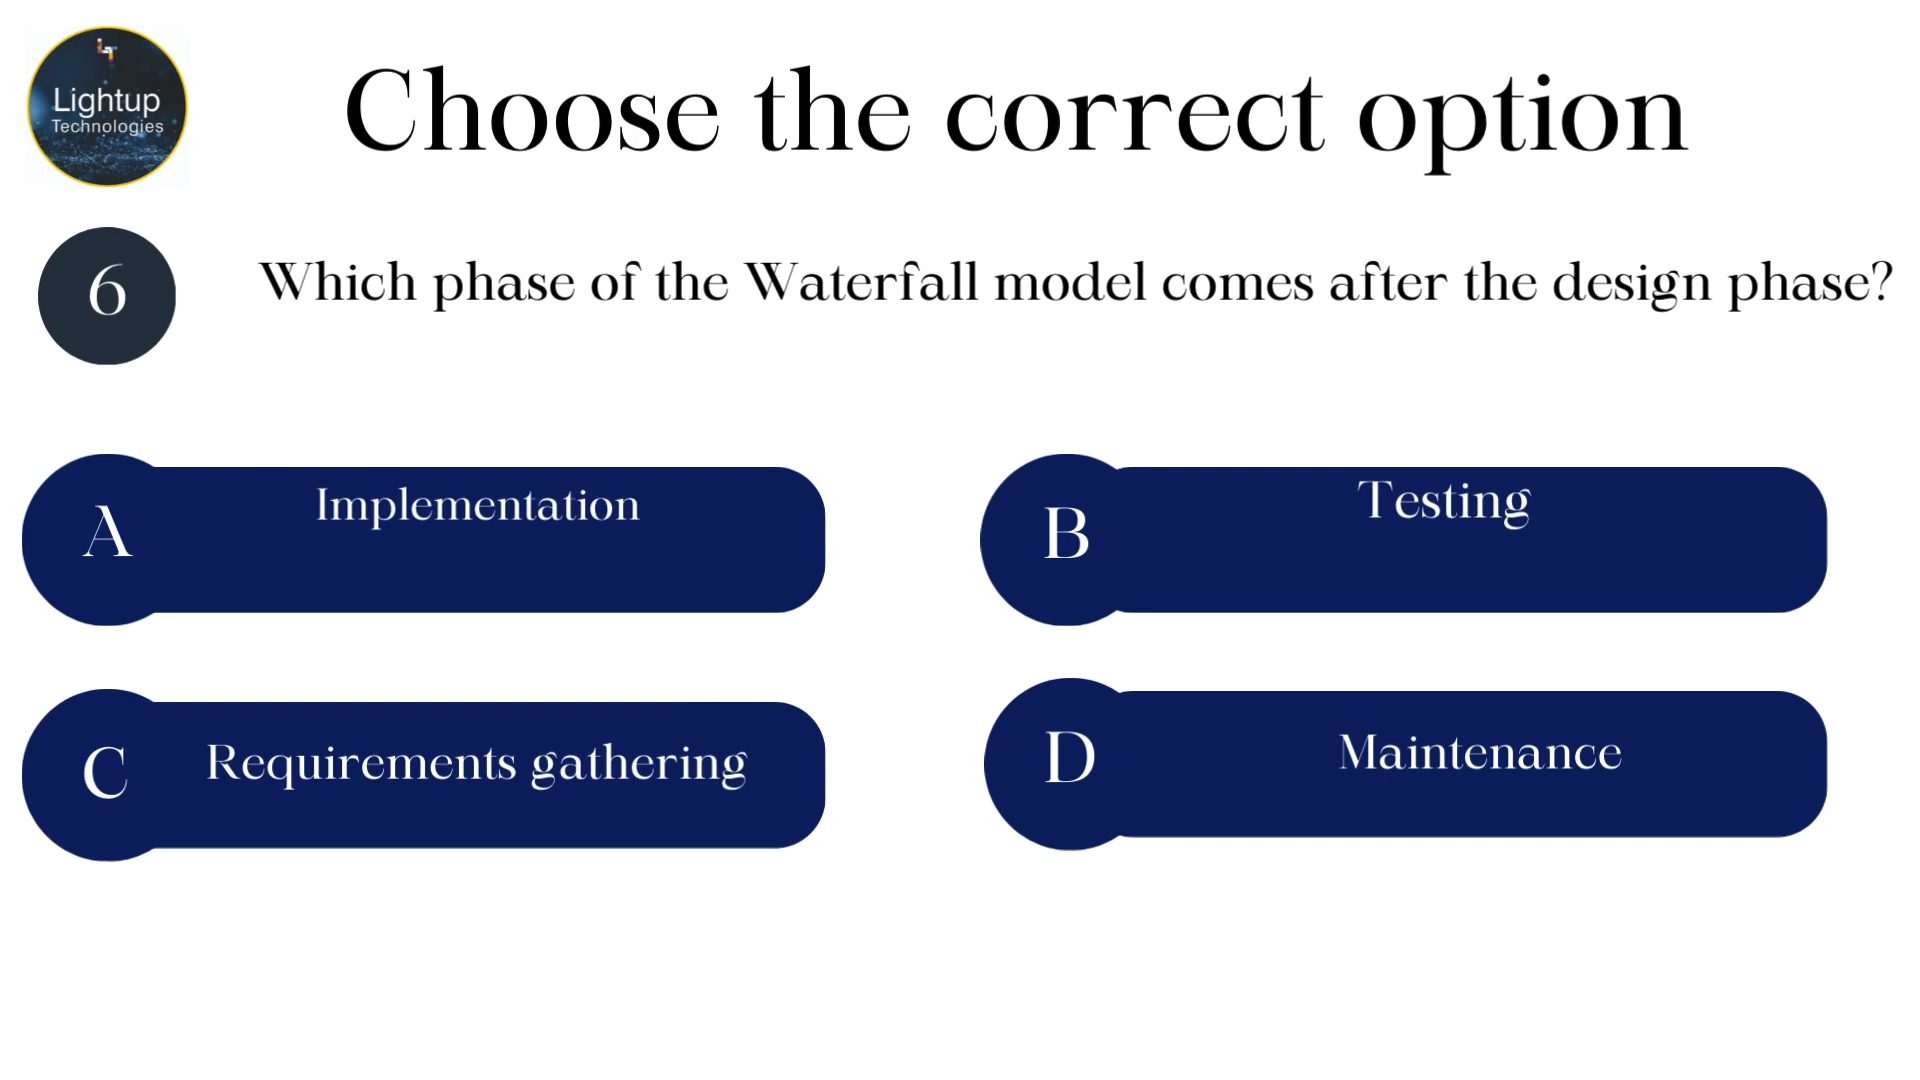 LT
Lightup
Technologies
Choose the correct option
6
Which phase of the Waterfall model comes after the design phase?
A
Implementation
B
Testing
C
Requirements gathering
D
Maintenance